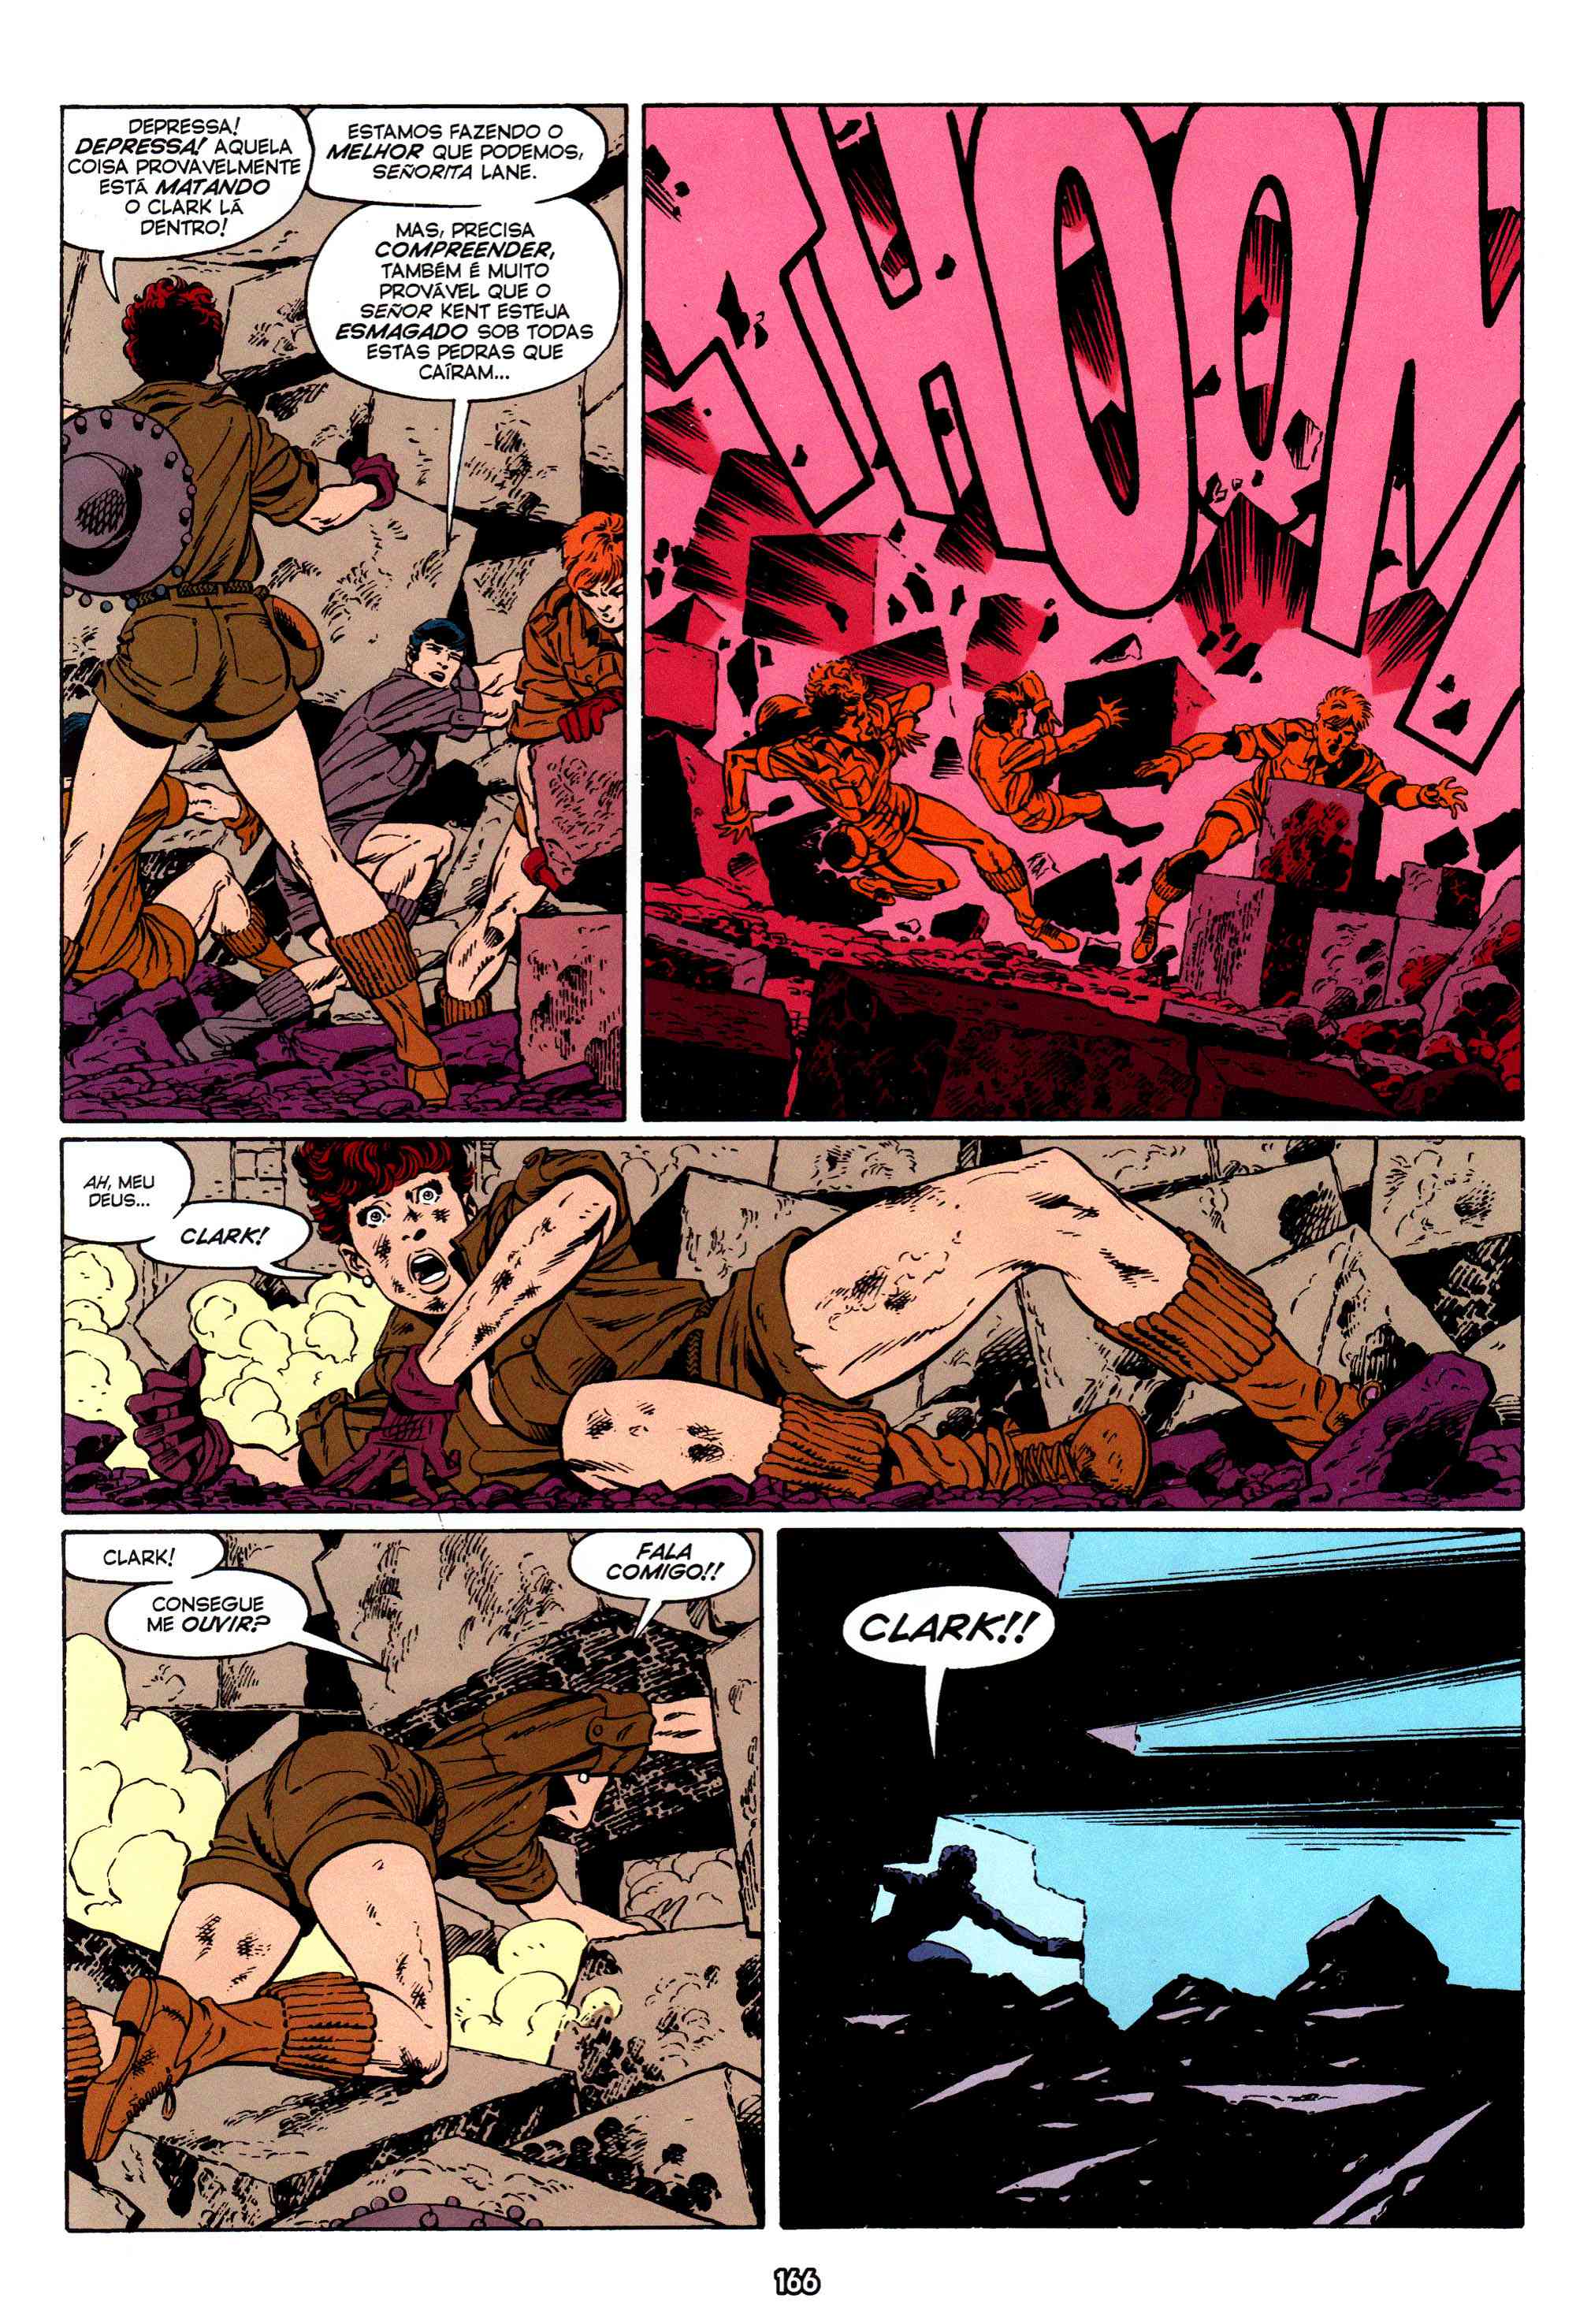 DEPRESSA!
DEPRESSA! AQUELA
COISA PROVAVELMENTE
ESTÁ MATANDO
O CLARK LÁ
DENTRO!
ESTAMOS FAZENDO O
MELHOR QUE PODEMOS,
SEÑORITA LANE.
MAS, PRECISA
COMPREENDER,
TAMBÉM É MUITO
PROVÁVEL QUE O
SEÑOR KENT ESTEJA
ESMAGADO SOB TODAS
ESTAS PEDRAS QUE
CAÍRAM...
THOOM!
AH, MEU
DEUS...
CLARK!
CLARK!
CONSEGUE
ME OUVIR?
FALA
COMIGO!!
CLARK!!
166